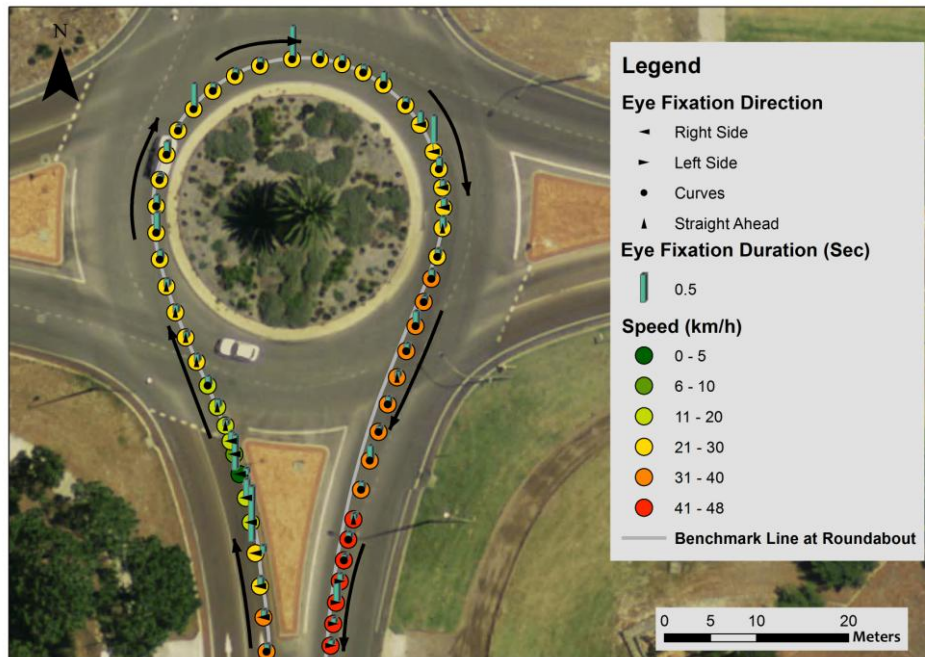 N
Legend
Eye Fixation Direction
Right Side
Left Side
Curves
Straight Ahead
Eye Fixation Duration (Sec)
0.5
Speed (km/h)
0 - 5
6 - 10
11 - 20
21 - 30
31 - 40
41 - 48
Benchmark Line at Roundabout
0 5 10 20
Meters